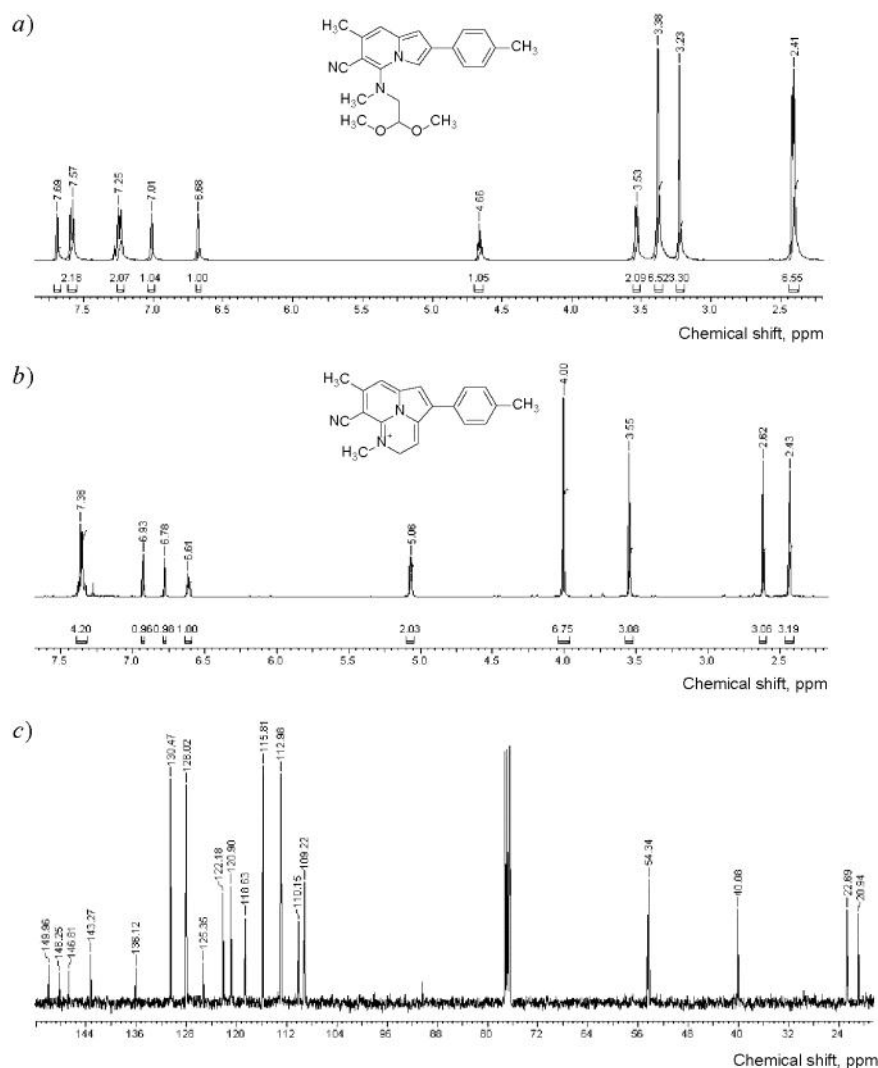 a)
H₃C
CH₃
NC
N
N
H₃C
H₃C
O
O
CH₃
7.69 7.57 7.25 7.01 6.68 4.66 3.53 3.38 3.23 2.41
2.18 2.07 1.04 1.00 1.05 2.09 6.52 3.30 6.55
7.5 7.0 6.5 6.0 5.5 5.0 4.5 4.0 3.5 3.0 2.5
Chemical shift, ppm
b)
H₃C
CH₃
NC
N
N⁺
H₃C
7.36 6.93 6.78 6.61 5.06 4.00 3.55 2.62 2.43
4.20 0.96 0.98 1.00 2.03 6.75 3.06 3.19
7.5 7.0 6.5 6.0 5.5 5.0 4.5 4.0 3.5 3.0 2.5
Chemical shift, ppm
c)
149.96 148.25 146.81 143.27 130.47 128.02 125.35 122.18 120.90 118.63 115.81 112.98 110.15 109.22 54.34 40.08 22.69 20.94
144 136 128 120 112 104 96 88 80 72 64 56 48 40 32 24
Chemical shift, ppm